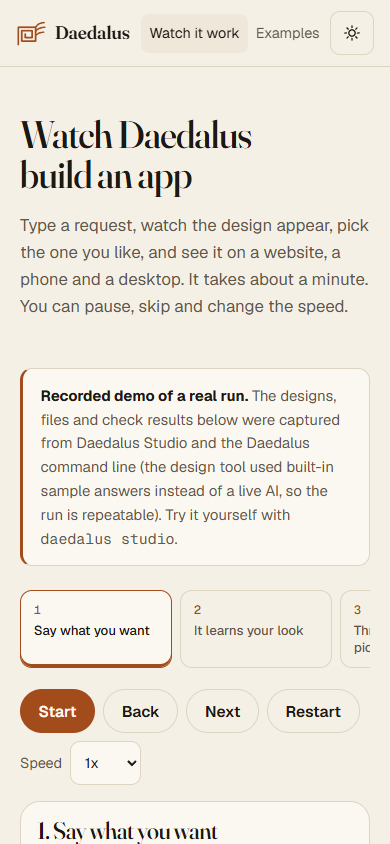 Daedalus
Watch it work
Examples
Watch Daedalus
build an app
Type a request, watch the design appear, pick
the one you like, and see it on a website, a
phone and a desktop. It takes about a minute.
You can pause, skip and change the speed.
Recorded demo of a real run. The designs,
files and check results below were captured
from Daedalus Studio and the Daedalus
command line (the design tool used built-in
sample answers instead of a live AI, so the
run is repeatable). Try it yourself with
daedalus studio.
1
Say what you want
2
It learns your look
3
Start
Back
Next
Restart
Speed
1x
1. Say what you want